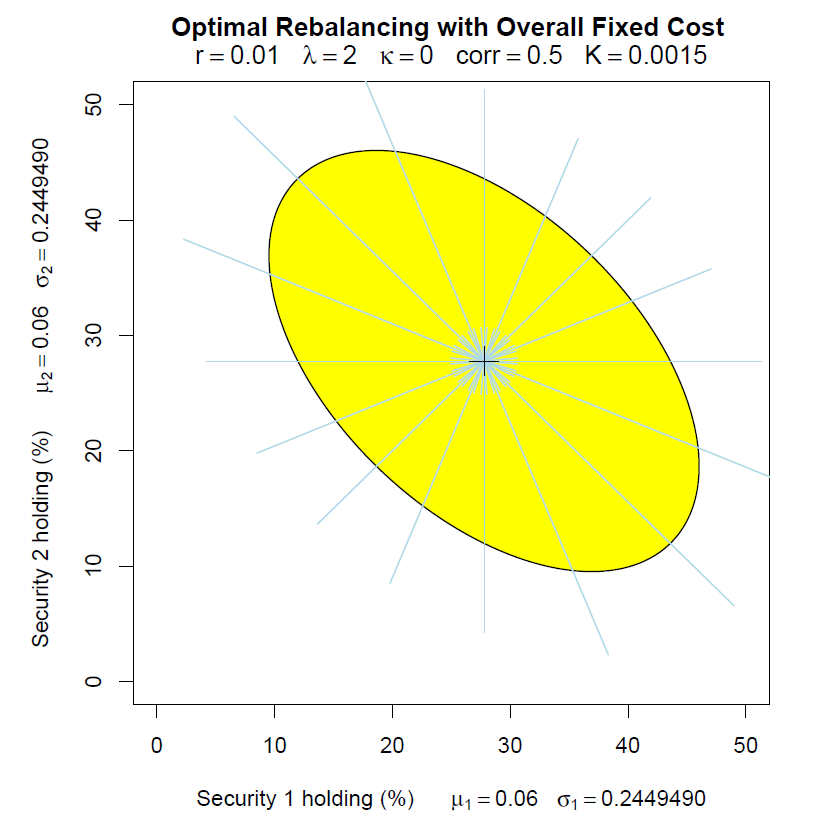 Optimal Rebalancing with Overall Fixed Cost
r = 0.01 λ = 2 κ = 0 corr = 0.5 K = 0.0015
Security 2 holding (%) μ₂ = 0.06 σ₂ = 0.2449490
50
40
30
20
10
0
0 10 20 30 40 50
Security 1 holding (%) μ₁ = 0.06 σ₁ = 0.2449490